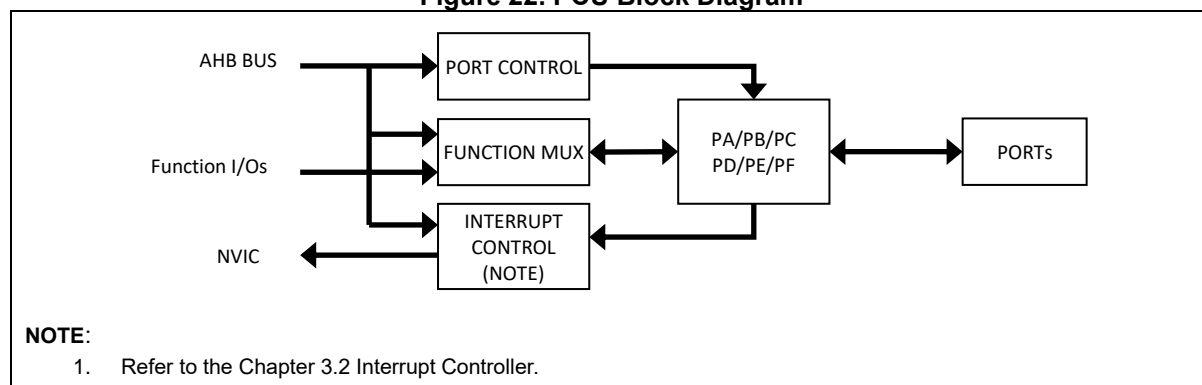 Figure 22. PCU Block Diagram
AHB BUS
PORT CONTROL
Function I/Os
FUNCTION MUX
PA/PB/PC
PD/PE/PF
PORTs
NVIC
INTERRUPT
CONTROL
(NOTE)
NOTE:
1. Refer to the Chapter 3.2 Interrupt Controller.